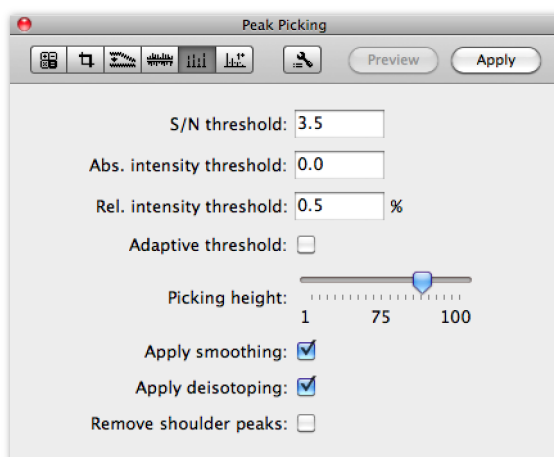 Peak Picking
Preview Apply
S/N threshold: 3.5
Abs. intensity threshold: 0.0
Rel. intensity threshold: 0.5 %
Adaptive threshold:
Picking height:
1 75 100
Apply smoothing:
Apply deisotoping:
Remove shoulder peaks: